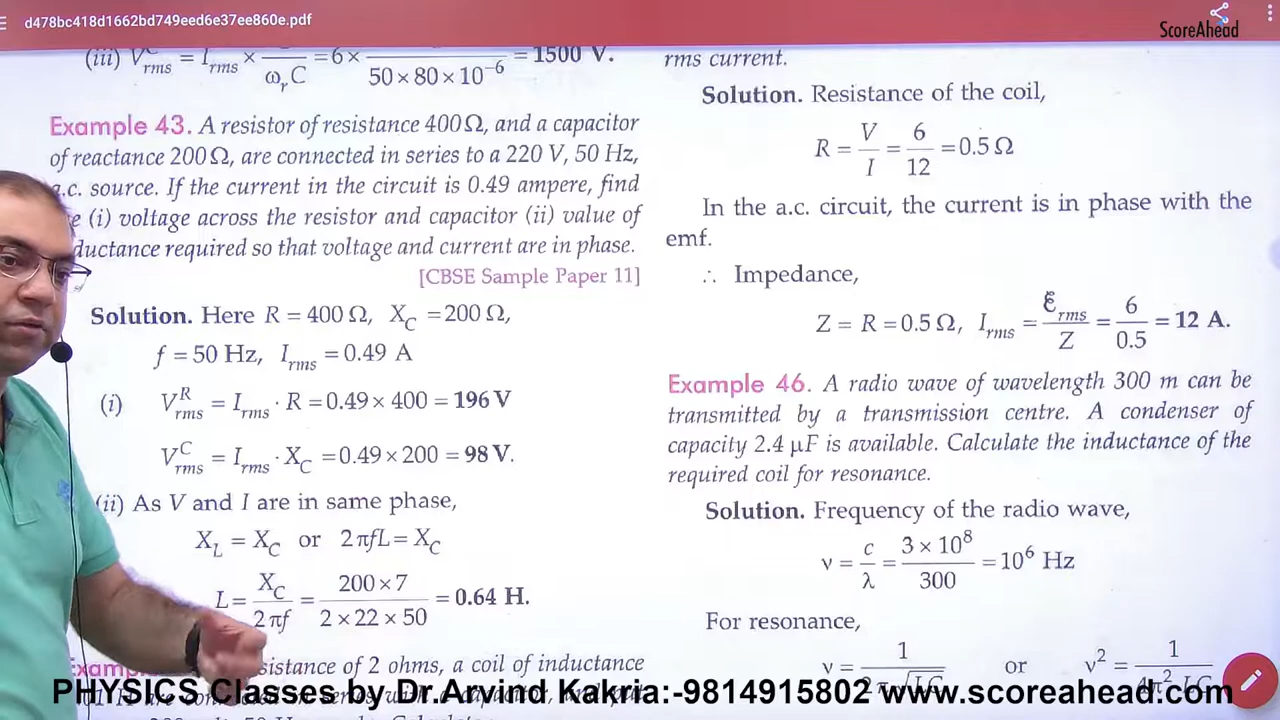 d478bc418d1662bd749eed6e37ee860e.pdf
ScoreAhead
(iii) V^C_rms = I_rms × / ω_r C = 6 × / 50 × 80 × 10^-6 = 1500 V.
Example 43. A resistor of resistance 400 Ω, and a capacitor
of reactance 200 Ω, are connected in series to a 220 V, 50 Hz,
a.c. source. If the current in the circuit is 0.49 ampere, find
(i) voltage across the resistor and capacitor (ii) value of
ductance required so that voltage and current are in phase.
[CBSE Sample Paper 11]
Solution. Here R = 400 Ω, X_C = 200 Ω,
f = 50 Hz, I_rms = 0.49 A
(i) V^R_rms = I_rms · R = 0.49 × 400 = 196 V
V^C_rms = I_rms · X_C = 0.49 × 200 = 98 V.
(ii) As V and I are in same phase,
X_L = X_C or 2πfL = X_C
L = X_C / 2πf = 200 × 7 / 2 × 22 × 50 = 0.64 H.
sistance of 2 ohms, a coil of inductance
rms current.
Solution. Resistance of the coil,
R = V / I = 6 / 12 = 0.5 Ω
In the a.c. circuit, the current is in phase with the
emf.
∴ Impedance,
Z = R = 0.5 Ω, I_rms = ℰ_rms / Z = 6 / 0.5 = 12 A.
Example 46. A radio wave of wavelength 300 m can be
transmitted by a transmission centre. A condenser of
capacity 2.4 μF is available. Calculate the inductance of the
required coil for resonance.
Solution. Frequency of the radio wave,
ν = c / λ = 3 × 10^8 / 300 = 10^6 Hz
For resonance,
ν = 1 / 2π√LC or ν² = 1 / 4π² LC
PHYSICS Classes by Dr.Arvind Kakria:-9814915802 www.scoreahead.com